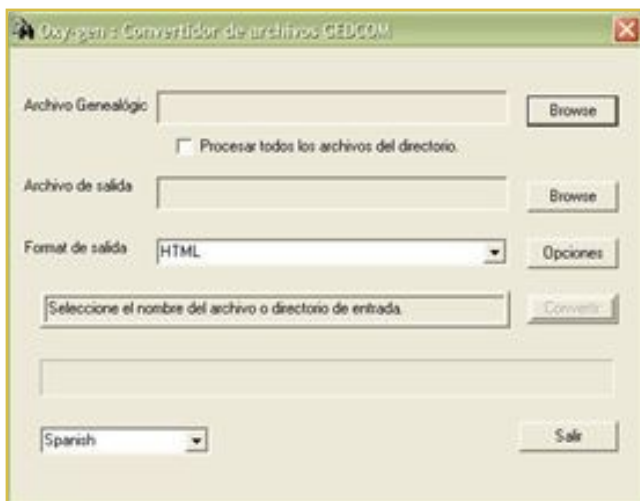 Oxy-gen : Convertidor de archivos GEDCOM
Archivo Genealógic
Browse
Procesar todos los archivos del directorio.
Archivo de salida
Browse
Format de salida
HTML
Opciones
Seleccione el nombre del archivo o directorio de entrada.
Convertir
Spanish
Salir